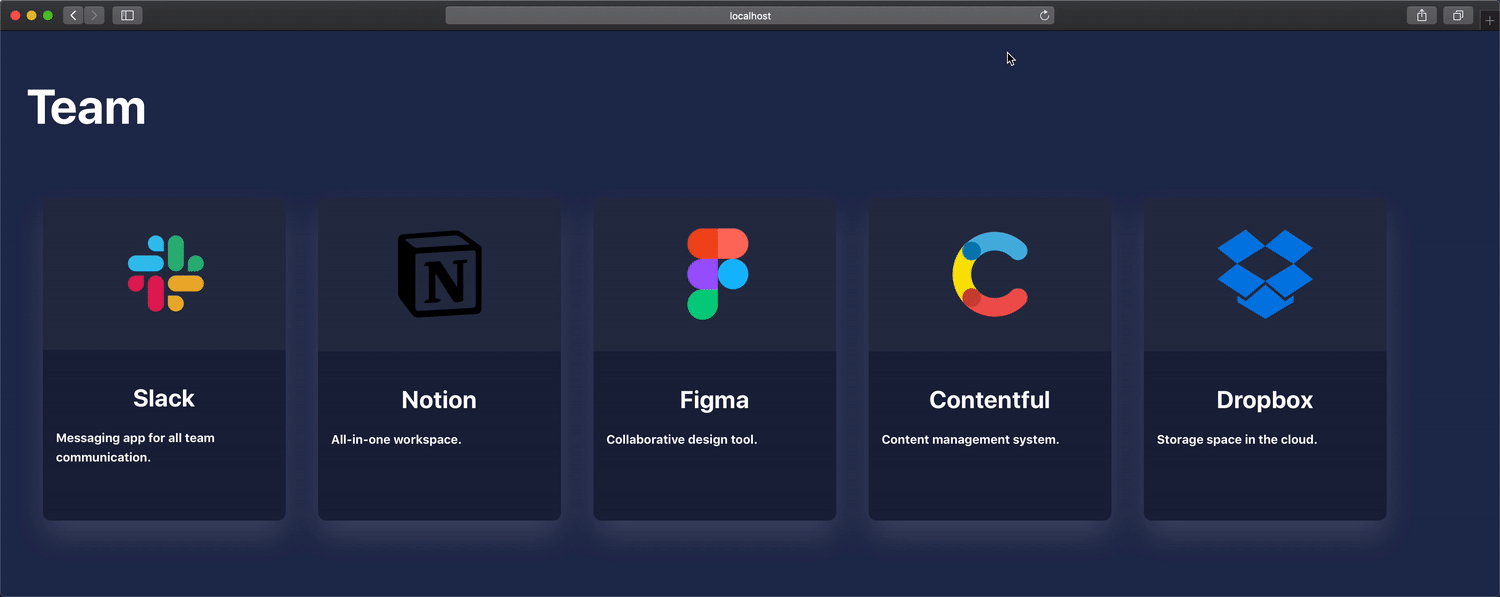 localhost
Team
N
Slack
Messaging app for all team
communication.
Notion
All-in-one workspace.
Figma
Collaborative design tool.
Contentful
Content management system.
Dropbox
Storage space in the cloud.